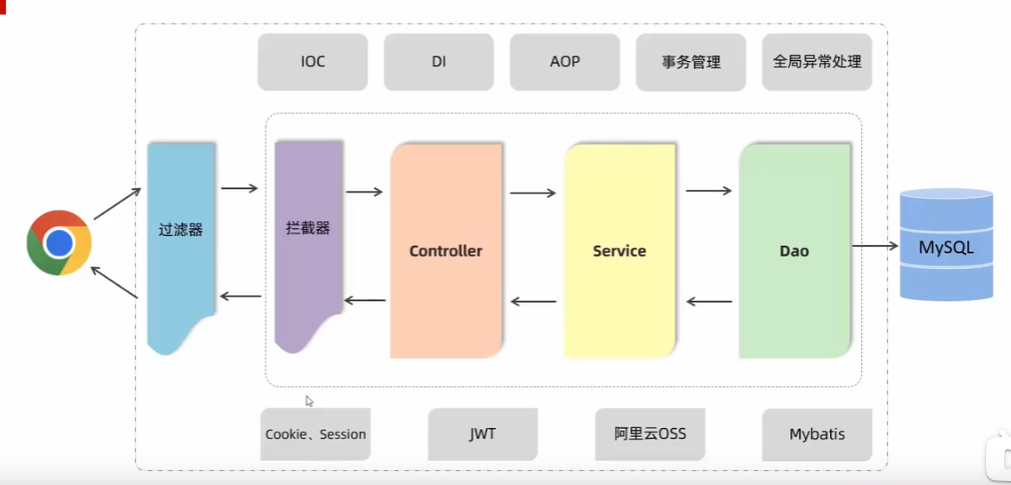 IOC
DI
AOP
事务管理
全局异常处理
过滤器
拦截器
Controller
Service
Dao
MySQL
Cookie、Session
JWT
阿里云OSS
Mybatis